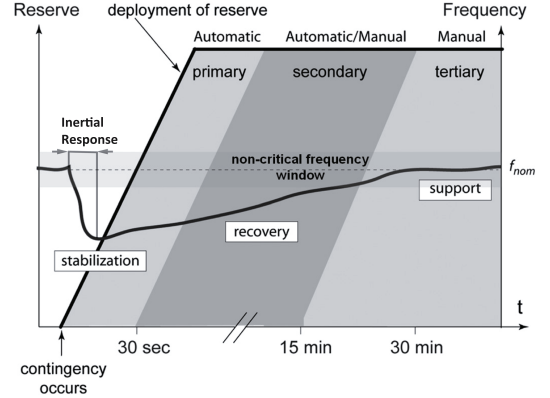 Reserve
deployment of reserve
Frequency
Automatic
Automatic/Manual
Manual
primary
secondary
tertiary
Inertial
Response
non-critical frequency
window
f_nom
support
recovery
stabilization
t
30 sec
15 min
30 min
contingency
occurs